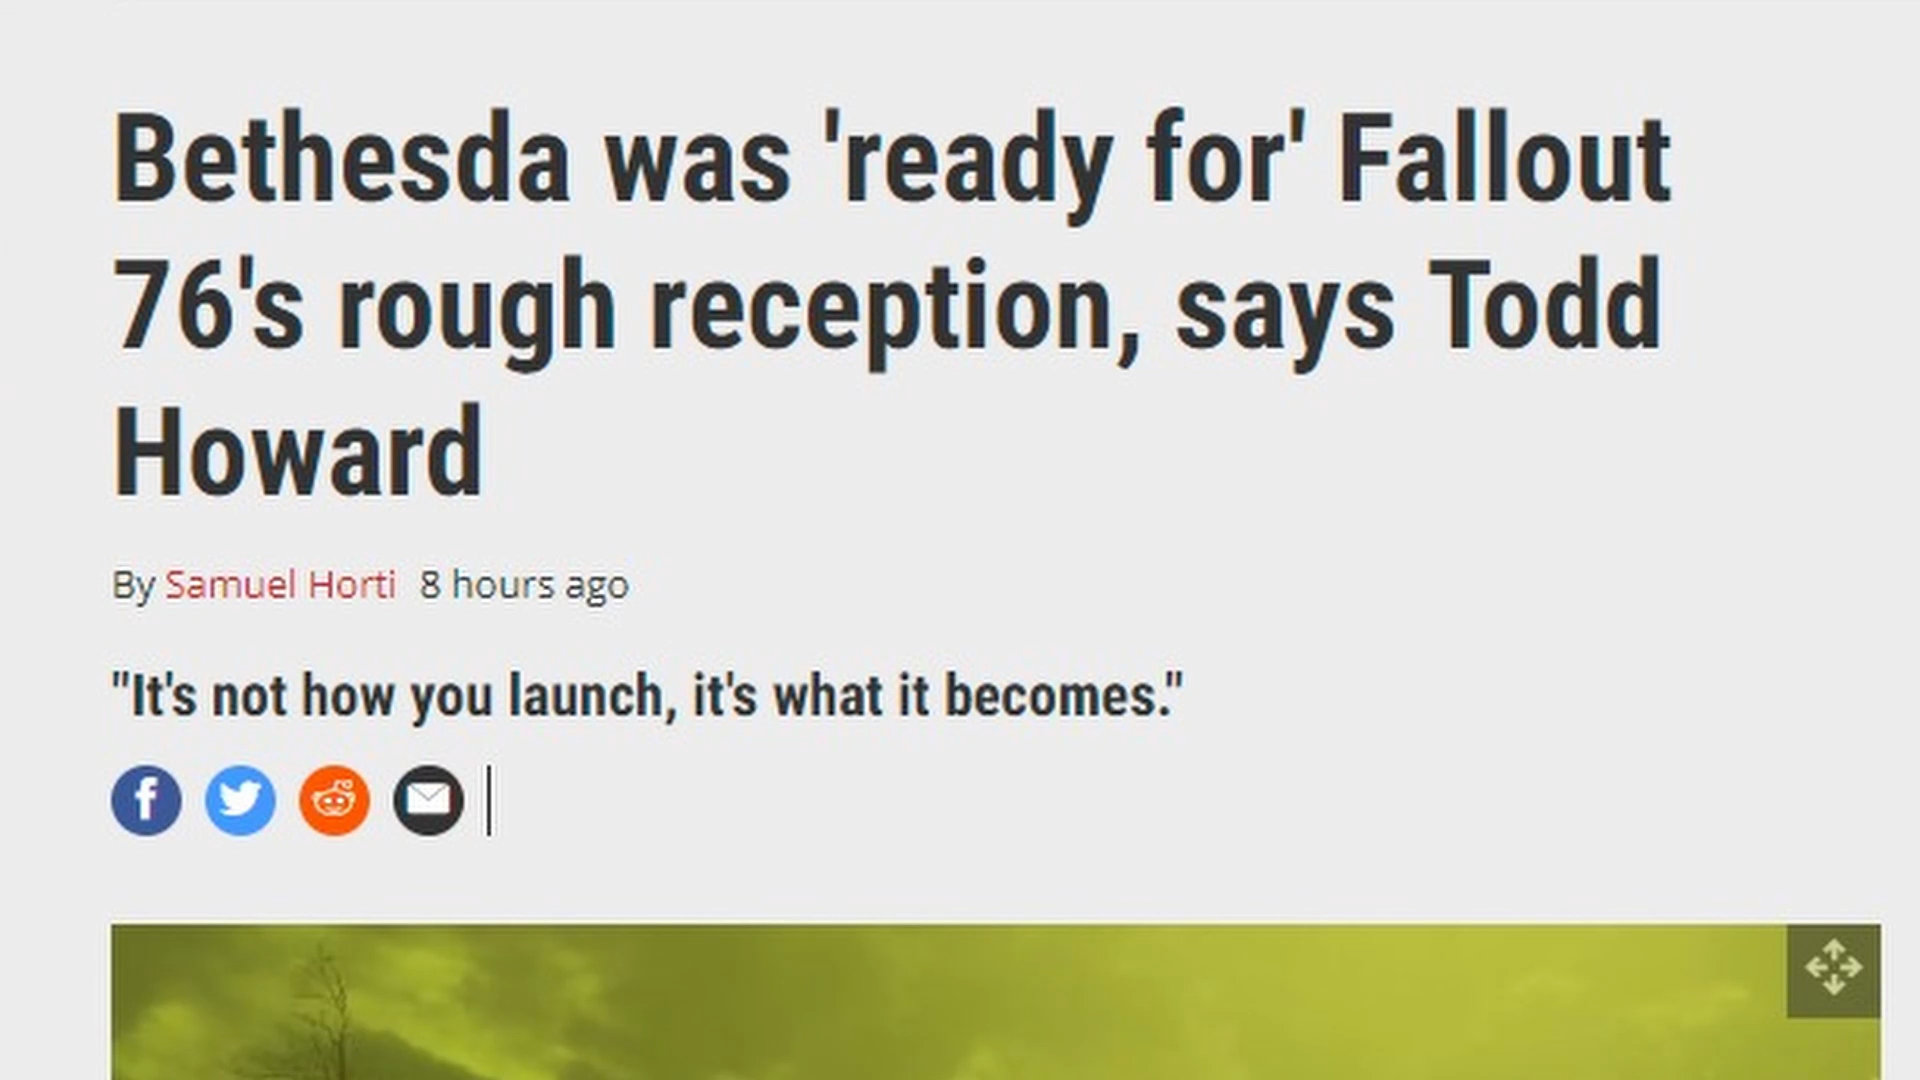 Bethesda was 'ready for' Fallout
76's rough reception, says Todd
Howard
By Samuel Horti 8 hours ago
"It's not how you launch, it's what it becomes."